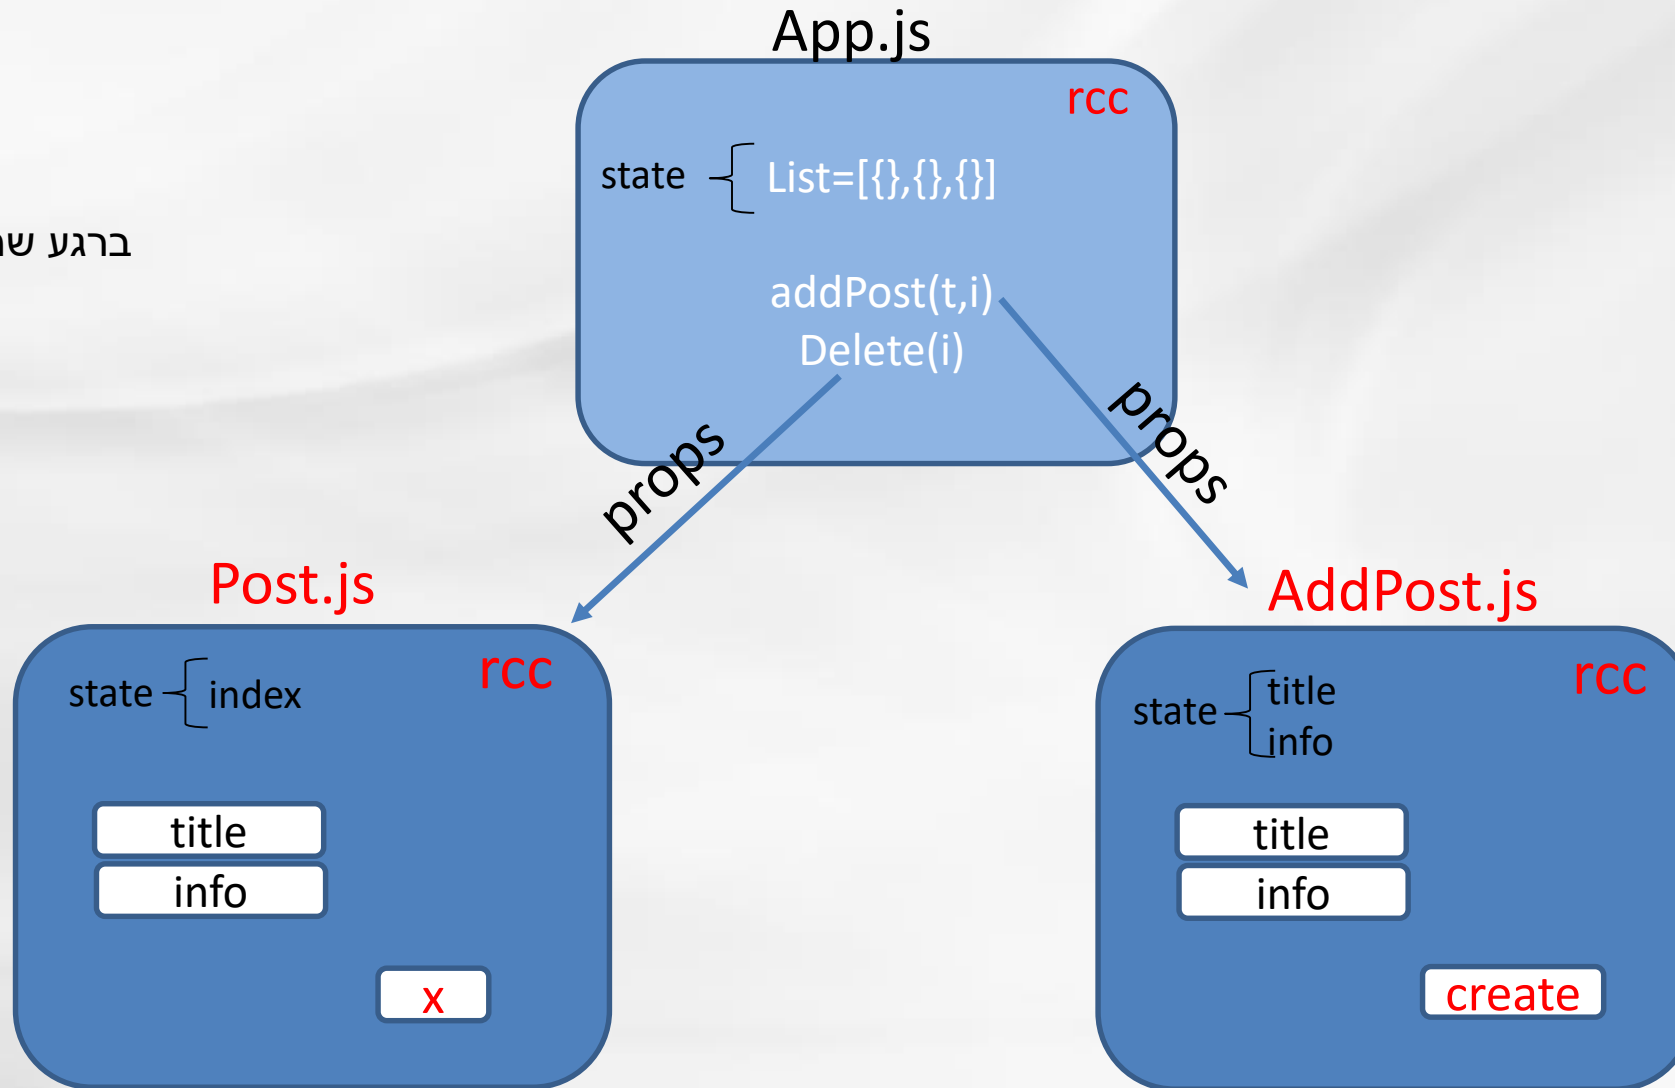 App.js
rcc
state
List=[{},{},{}]
ברגע
addPost(t,i)
Delete(i)
props
props
Post.js
rcc
state
index
title
info
x
AddPost.js
rcc
state
title
info
title
info
create